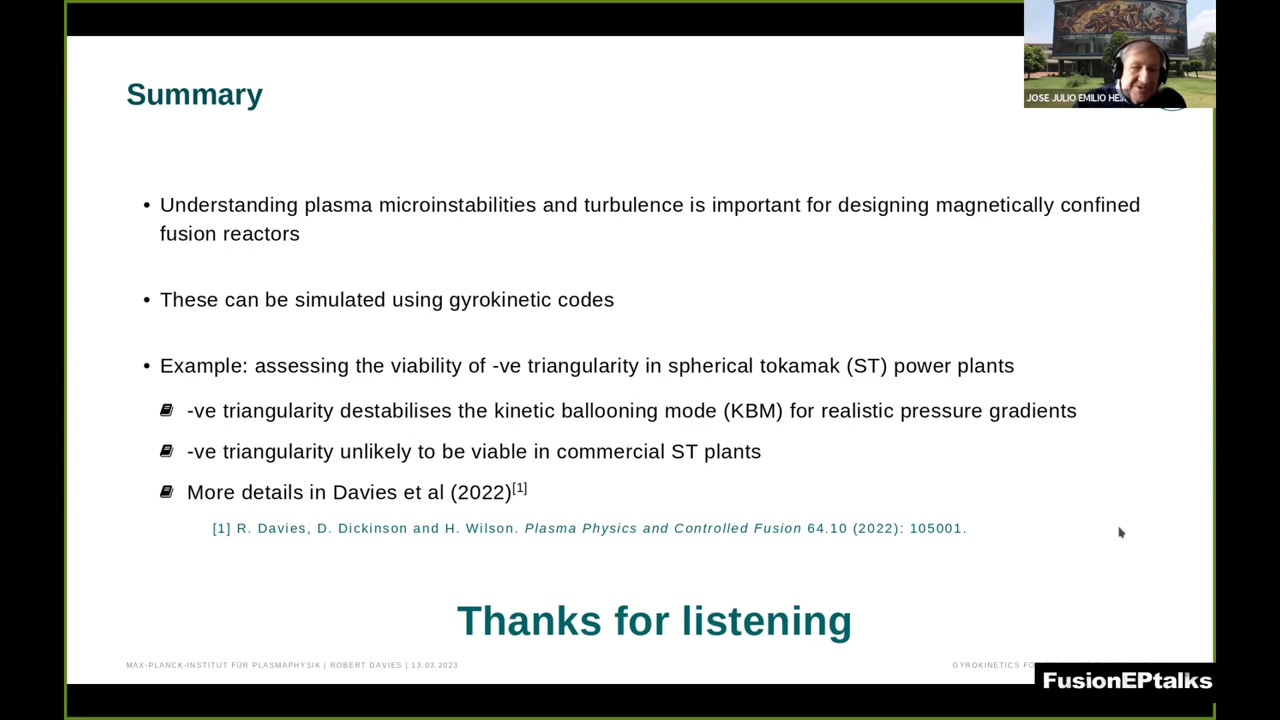 JOSE JULIO EMILIO HE...
Summary
• Understanding plasma microinstabilities and turbulence is important for designing magnetically confined
fusion reactors
• These can be simulated using gyrokinetic codes
• Example: assessing the viability of -ve triangularity in spherical tokamak (ST) power plants
-ve triangularity destabilises the kinetic ballooning mode (KBM) for realistic pressure gradients
-ve triangularity unlikely to be viable in commercial ST plants
More details in Davies et al (2022)[1]
[1] R. Davies, D. Dickinson and H. Wilson. Plasma Physics and Controlled Fusion 64.10 (2022): 105001.
Thanks for listening
MAX-PLANCK-INSTITUT FÜR PLASMAPHYSIK | ROBERT DAVIES | 13.03.2023
GYROKINETICS
FusionEPtalks